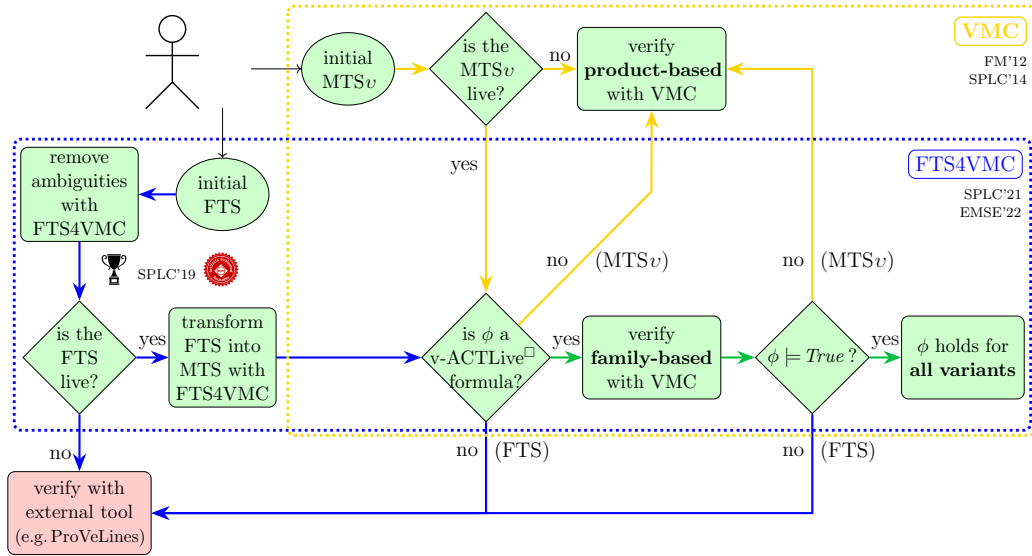 VMC
FM'12
SPLC'14
initial
MTSυ
is the
MTSυ
live?
no
verify
product-based
with VMC
yes
FTS4VMC
SPLC'21
EMSE'22
remove
ambiguities
with
FTS4VMC
initial
FTS
SPLC'19
no (MTSυ)
no (MTSυ)
is the
FTS
live?
yes
transform
FTS into
MTS with
FTS4VMC
is ϕ a
v-ACTLive□
formula?
yes
verify
family-based
with VMC
ϕ ⊨ True ?
yes
ϕ holds for
all variants
no
no (FTS)
no (FTS)
verify with
external tool
(e.g. ProVeLines)